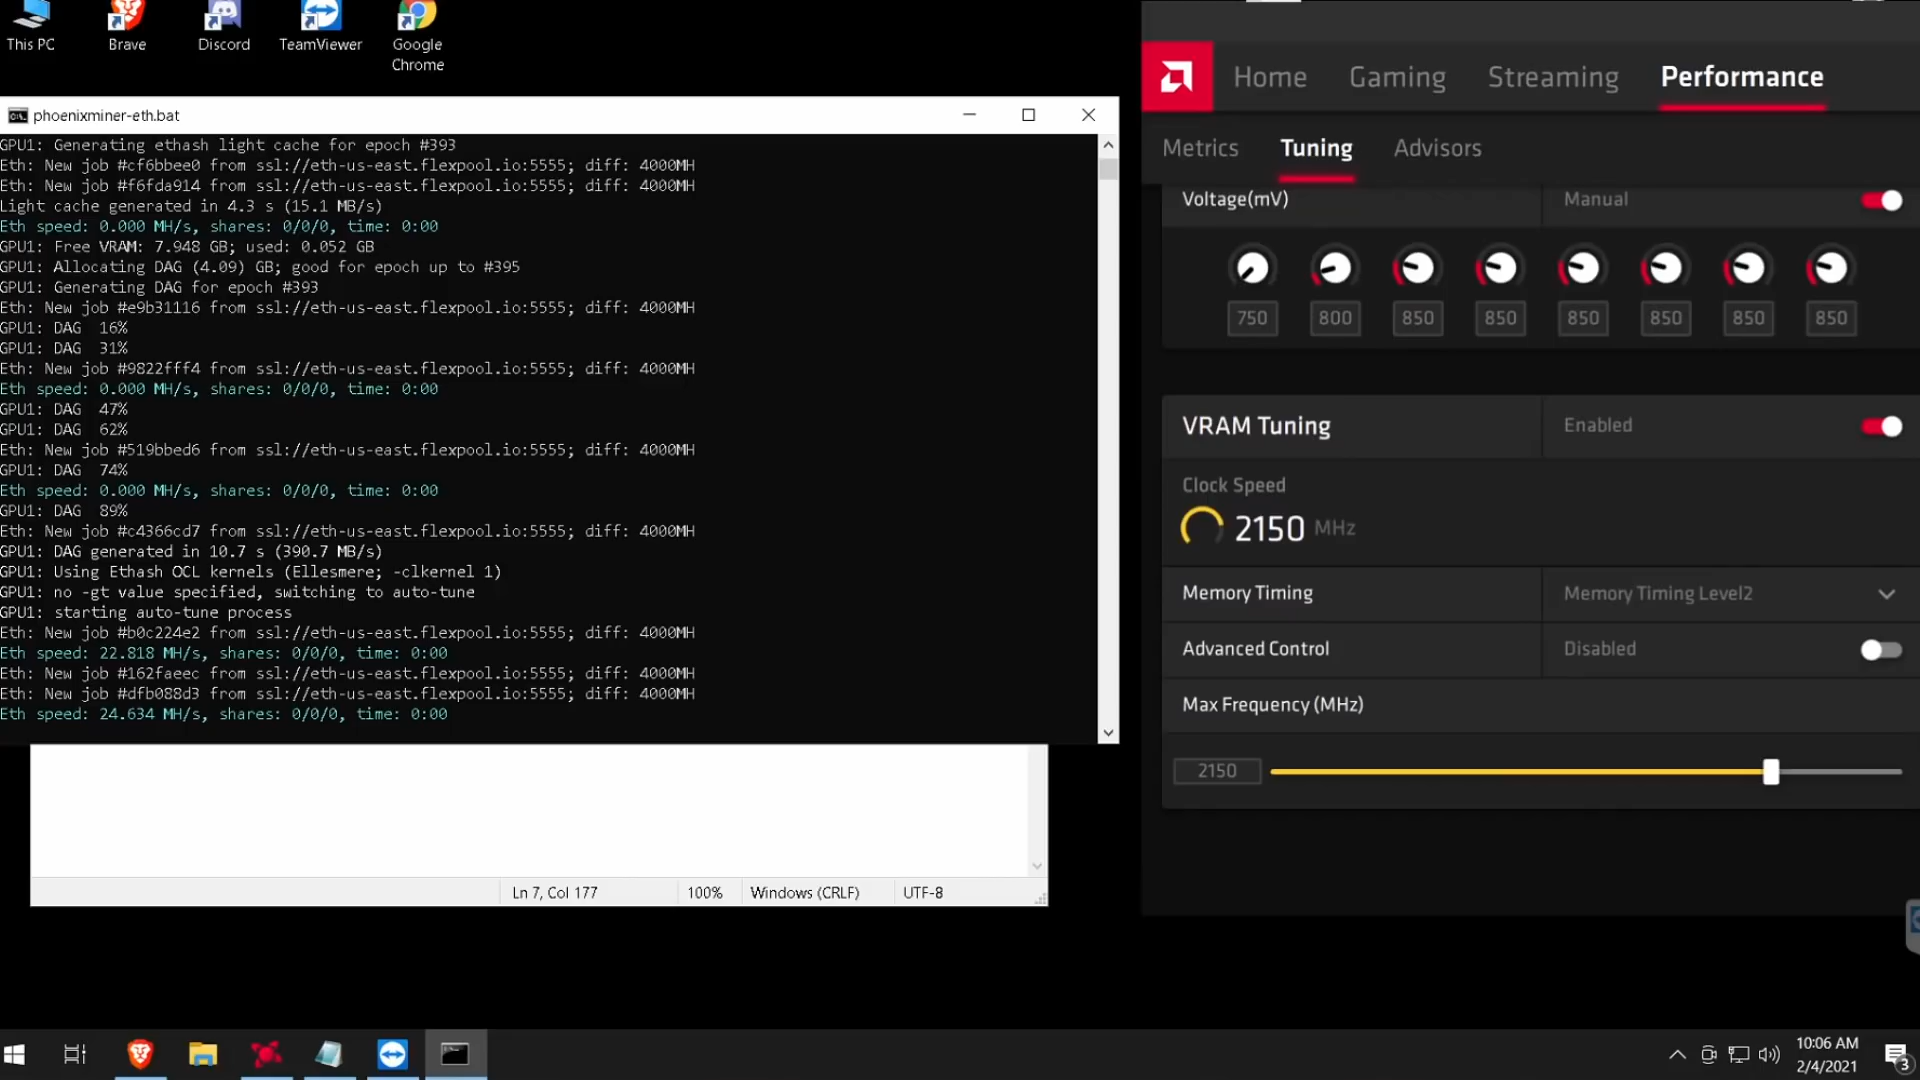 This PC
Brave
Discord
TeamViewer
Google Chrome
phoenixminer-eth.bat
GPU1: Generating ethash light cache for epoch #393
Eth: New job #cf6bbee0 from ssl://eth-us-east.flexpool.io:5555; diff: 4000MH
Eth: New job #f6fda914 from ssl://eth-us-east.flexpool.io:5555; diff: 4000MH
Light cache generated in 4.3 s (15.1 MB/s)
Eth speed: 0.000 MH/s, shares: 0/0/0, time: 0:00
GPU1: Free VRAM: 7.948 GB; used: 0.052 GB
GPU1: Allocating DAG (4.09) GB; good for epoch up to #395
GPU1: Generating DAG for epoch #393
Eth: New job #e9b31116 from ssl://eth-us-east.flexpool.io:5555; diff: 4000MH
GPU1: DAG  16%
GPU1: DAG  31%
Eth: New job #9822fff4 from ssl://eth-us-east.flexpool.io:5555; diff: 4000MH
Eth speed: 0.000 MH/s, shares: 0/0/0, time: 0:00
GPU1: DAG  47%
GPU1: DAG  62%
Eth: New job #519bbed6 from ssl://eth-us-east.flexpool.io:5555; diff: 4000MH
GPU1: DAG  74%
Eth speed: 0.000 MH/s, shares: 0/0/0, time: 0:00
GPU1: DAG  89%
Eth: New job #c4366cd7 from ssl://eth-us-east.flexpool.io:5555; diff: 4000MH
GPU1: DAG generated in 10.7 s (390.7 MB/s)
GPU1: Using Ethash OCL kernels (Ellesmere; -clkernel 1)
GPU1: no -gt value specified, switching to auto-tune
GPU1: starting auto-tune process
Eth: New job #b0c224e2 from ssl://eth-us-east.flexpool.io:5555; diff: 4000MH
Eth speed: 22.818 MH/s, shares: 0/0/0, time: 0:00
Eth: New job #162faeec from ssl://eth-us-east.flexpool.io:5555; diff: 4000MH
Eth: New job #dfb088d3 from ssl://eth-us-east.flexpool.io:5555; diff: 4000MH
Eth speed: 24.634 MH/s, shares: 0/0/0, time: 0:00
Ln 7, Col 177 100% Windows (CRLF) UTF-8
Home Gaming Streaming Performance
Metrics Tuning Advisors
Voltage(mV) Manual
750 800 850 850 850 850 850 850
VRAM Tuning Enabled
Clock Speed
2150 MHz
Memory Timing Memory Timing Level2
Advanced Control Disabled
Max Frequency (MHz)
2150
10:06 AM
2/4/2021
3